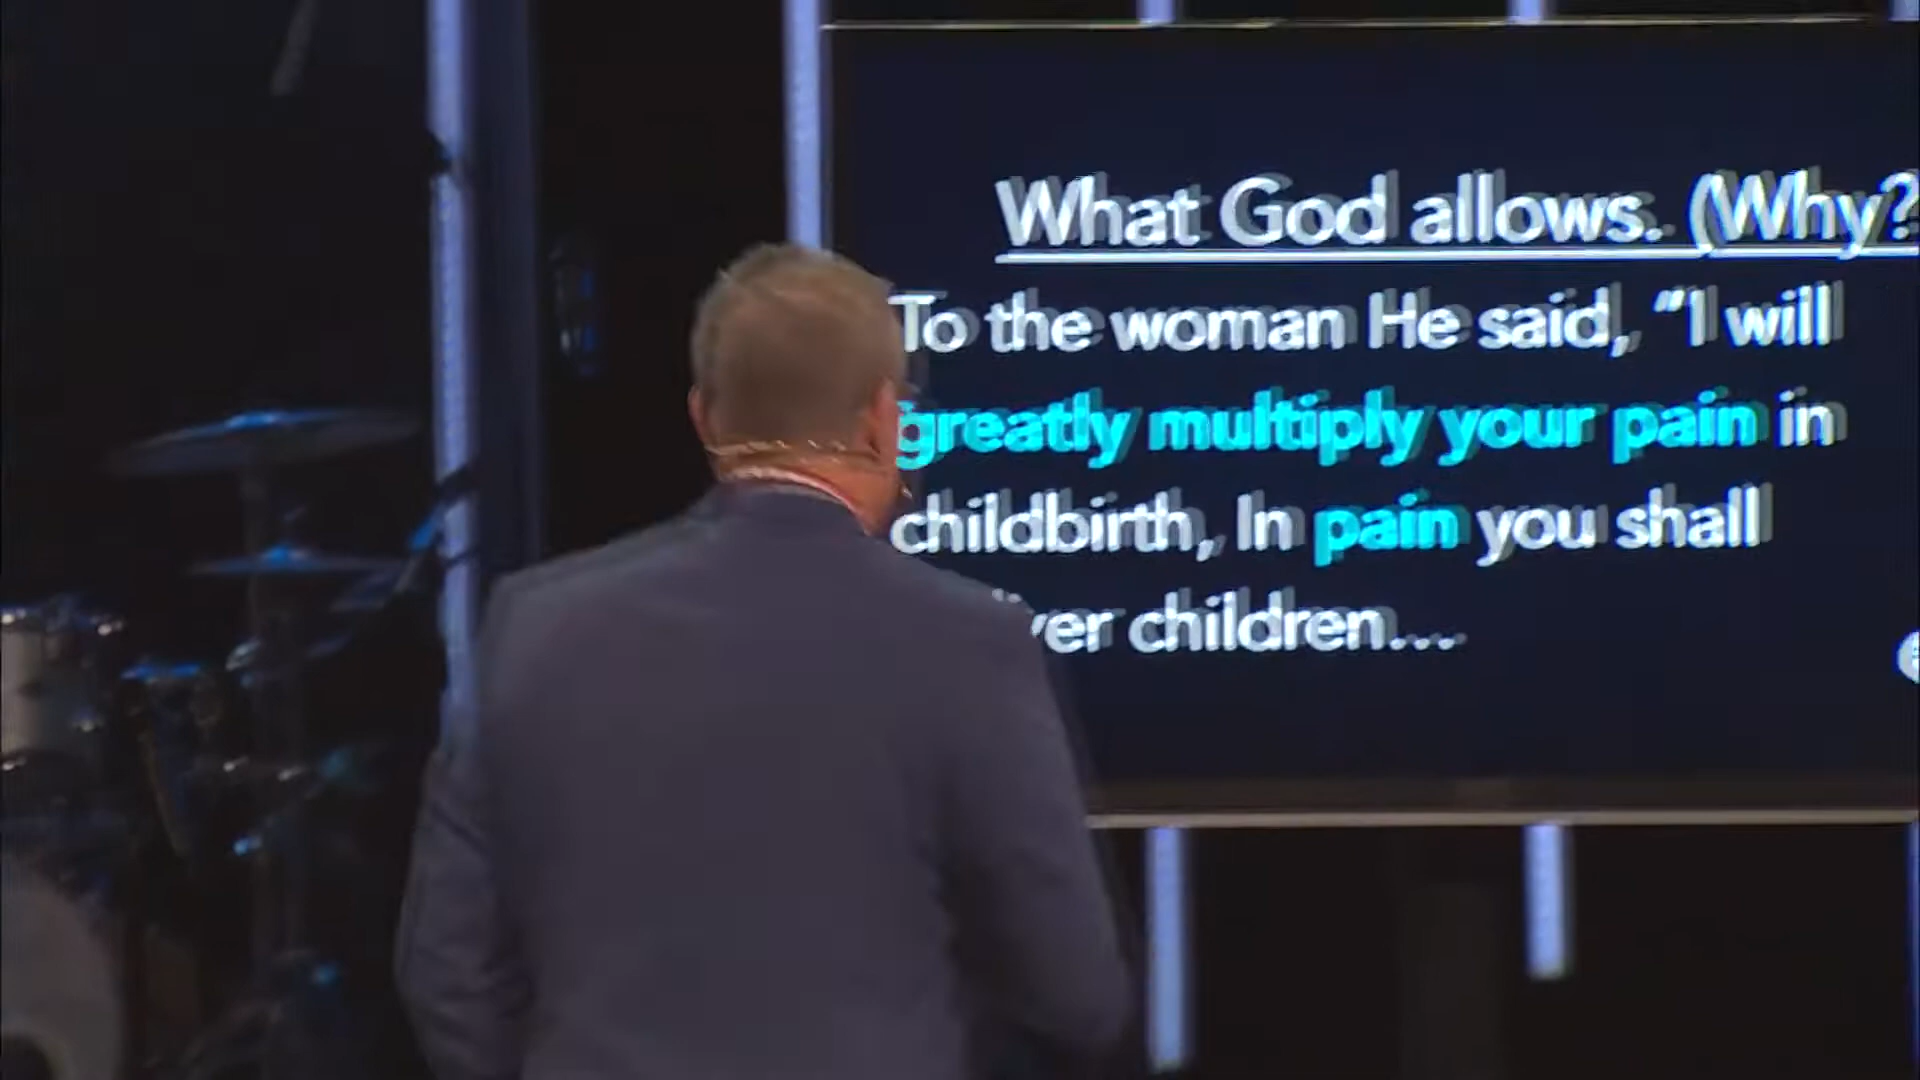 What God allows. (Why?
To the woman He said, “I will
greatly multiply your pain in
childbirth, In pain you shall
ver children....